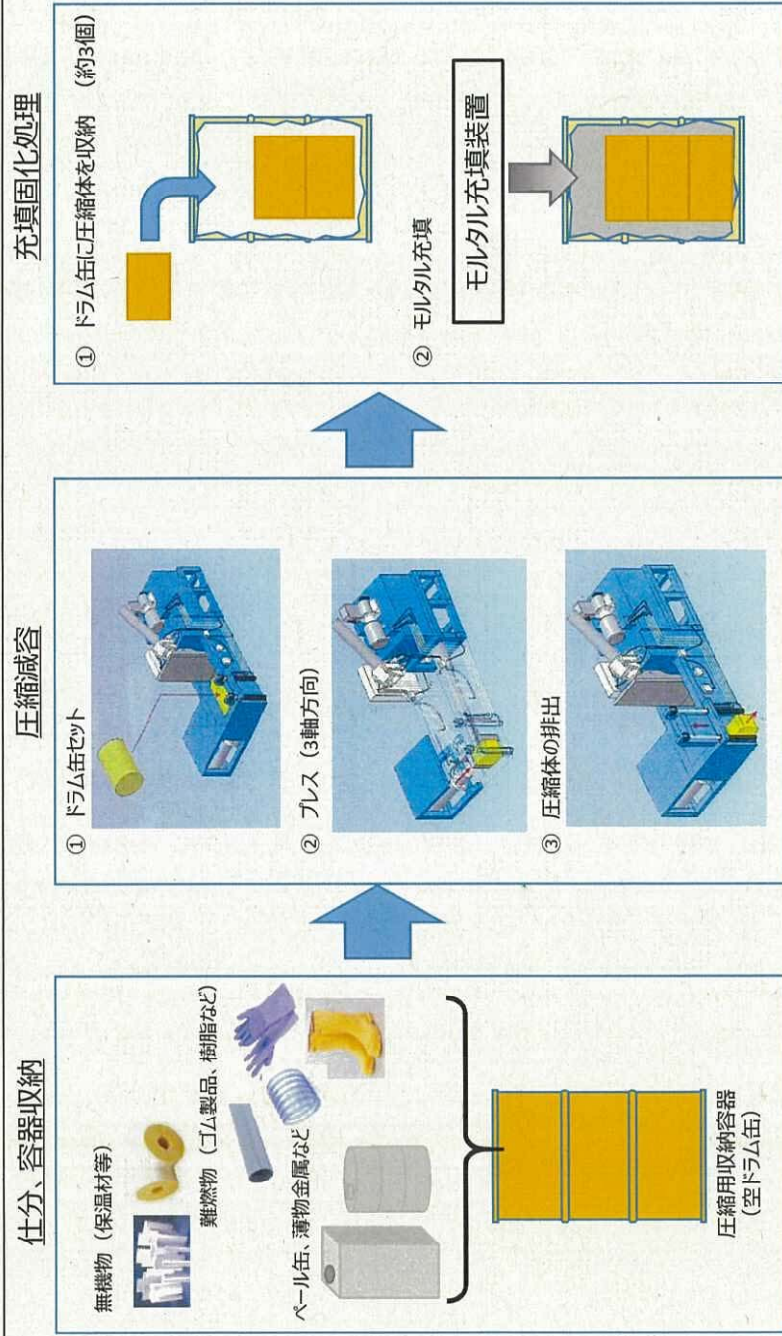 仕分、容器収納
無機物（保温材等）
難燃物（ゴム製品、樹脂など）
ペール缶、薄物金属など
圧縮用収納容器
（空ドラム缶）
圧縮減容
① ドラム缶セット
② プレス（3軸方向）
③ 圧縮体の排出
充填固化処理
① ドラム缶に圧縮体を収納　（約3個）
② モルタル充填
モルタル充填装置